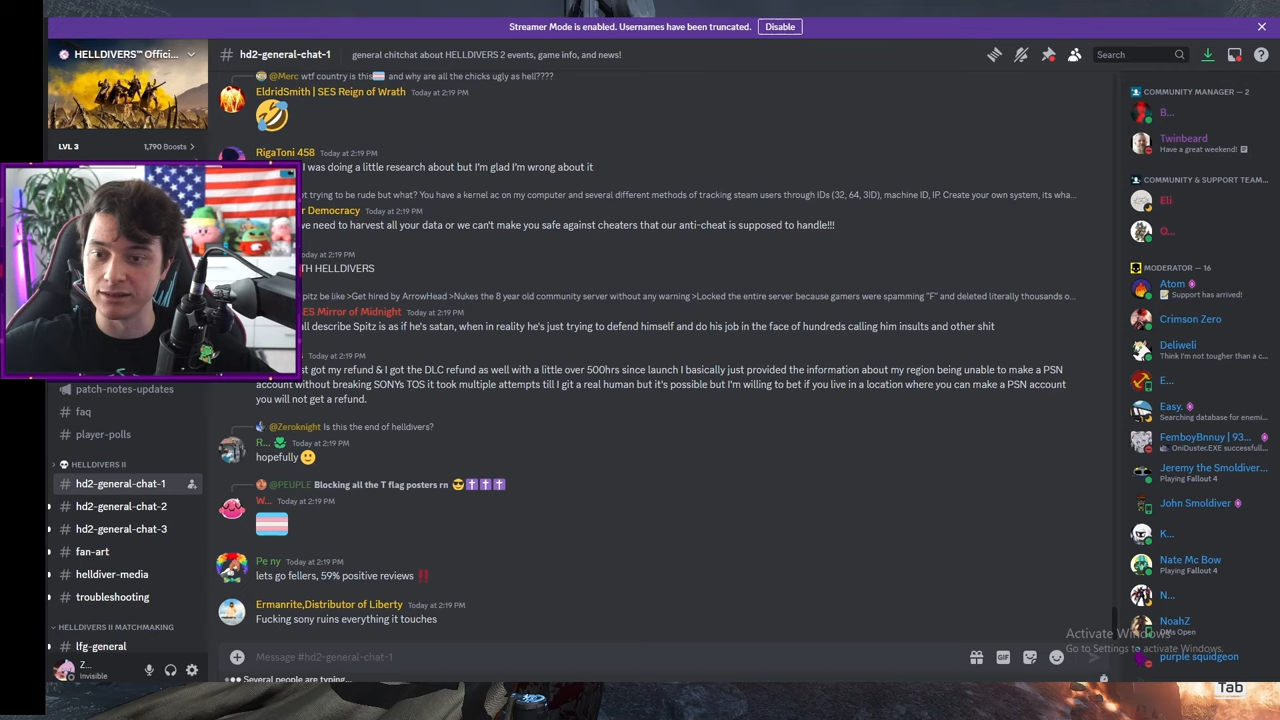 Streamer Mode is enabled. Usernames have been truncated.
Disable
HELLDIVERS™ Offici...
# hd2-general-chat-1
general chitchat about HELLDIVERS 2 events, game info, and news!
Search
LVL 3
1,790 Boosts
patch-notes-updates
faq
player-polls
HELLDIVERS II
hd2-general-chat-1
hd2-general-chat-2
hd2-general-chat-3
fan-art
helldiver-media
troubleshooting
HELLDIVERS II MATCHMAKING
lfg-general
Z...
Invisible
@Merc wtf country is this and why are all the chicks ugly as hell????
EldridSmith | SES Reign of Wrath Today at 2:19 PM
RigaToni 458 Today at 2:19 PM
I was doing a little research about but I'm glad I'm wrong about it
trying to be rude but what? You have a kernel ac on my computer and several different methods of tracking steam users through IDs (32, 64, 3ID), machine ID, IP. Create your own system, its wha...
Democracy Today at 2:19 PM
we need to harvest all your data or we can't make you safe against cheaters that our anti-cheat is supposed to handle!!!
day at 2:19 PM
TH HELLDIVERS
pitz be like >Get hired by ArrowHead >Nukes the 8 year old community server without any warning >Locked the entire server because gamers were spamming "F" and deleted literally thousands o...
ES Mirror of Midnight Today at 2:19 PM
all describe Spitz is as if he's satan, when in reality he's just trying to defend himself and do his job in the face of hundreds calling him insults and other shit
Today at 2:19 PM
st got my refund & I got the DLC refund as well with a little over 500hrs since launch I basically just provided the information about my region being unable to make a PSN
account without breaking SONYs TOS it took multiple attempts till I git a real human but it's possible but I'm willing to bet if you live in a location where you can make a PSN account
you will not get a refund.
@Zeroknight Is this the end of helldivers?
R... Today at 2:19 PM
hopefully
@PEUPLE Blocking all the T flag posters rn
W... Today at 2:19 PM
Pe ny Today at 2:19 PM
lets go fellers, 59% positive reviews ‼️
Ermanrite,Distributor of Liberty Today at 2:19 PM
Fucking sony ruins everything it touches
Message #hd2-general-chat-1
GIF
Several people are typing...
COMMUNITY MANAGER — 2
B...
Twinbeard
Have a great weekend!
COMMUNITY & SUPPORT TEAM...
Eli
O...
MODERATOR — 16
Atom
Support has arrived!
Crimson Zero
Deliweli
Think I'm not tougher than a c...
E...
Easy.
Searching database for enemi...
FemboyBnnuy | 93...
OniDuster.EXE successfull...
Jeremy the Smoldiver...
Playing Fallout 4
John Smoldiver
K...
Nate Mc Bow
Playing Fallout 4
N...
NoahZ
DMs Open
purple squidgeon
Activate Windows
Go to Settings to activate Windows.
Tab